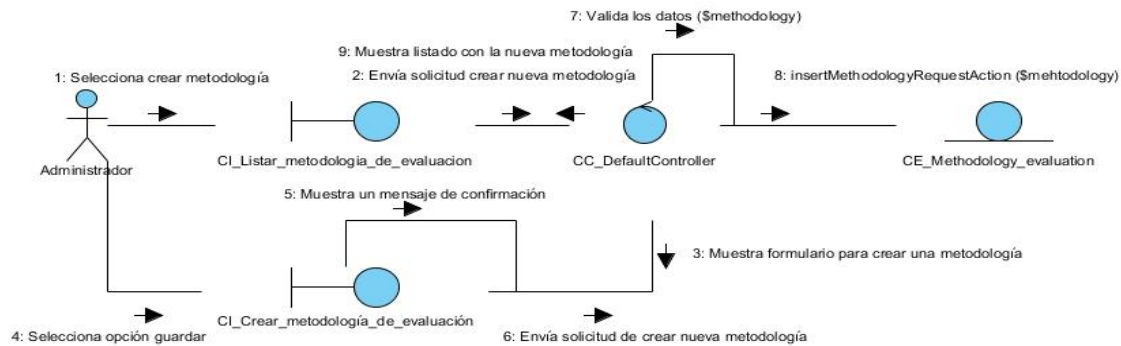 7: Valida los datos ($methodology)
9: Muestra listado con la nueva metodología
1: Selecciona crear metodología
2: Envía solicitud crear nueva metodología
8: insertMethodologyRequestAction ($mehtodology)
Administrador
CI_Listar_metodologia_de_evaluacion
CC_DefaultController
CE_Methodology_evaluation
5: Muestra un mensaje de confirmación
3: Muestra formulario para crear una metodología
CI_Crear_metodología_de_evaluación
4: Selecciona opción guardar
6: Envía solicitud de crear nueva metodología